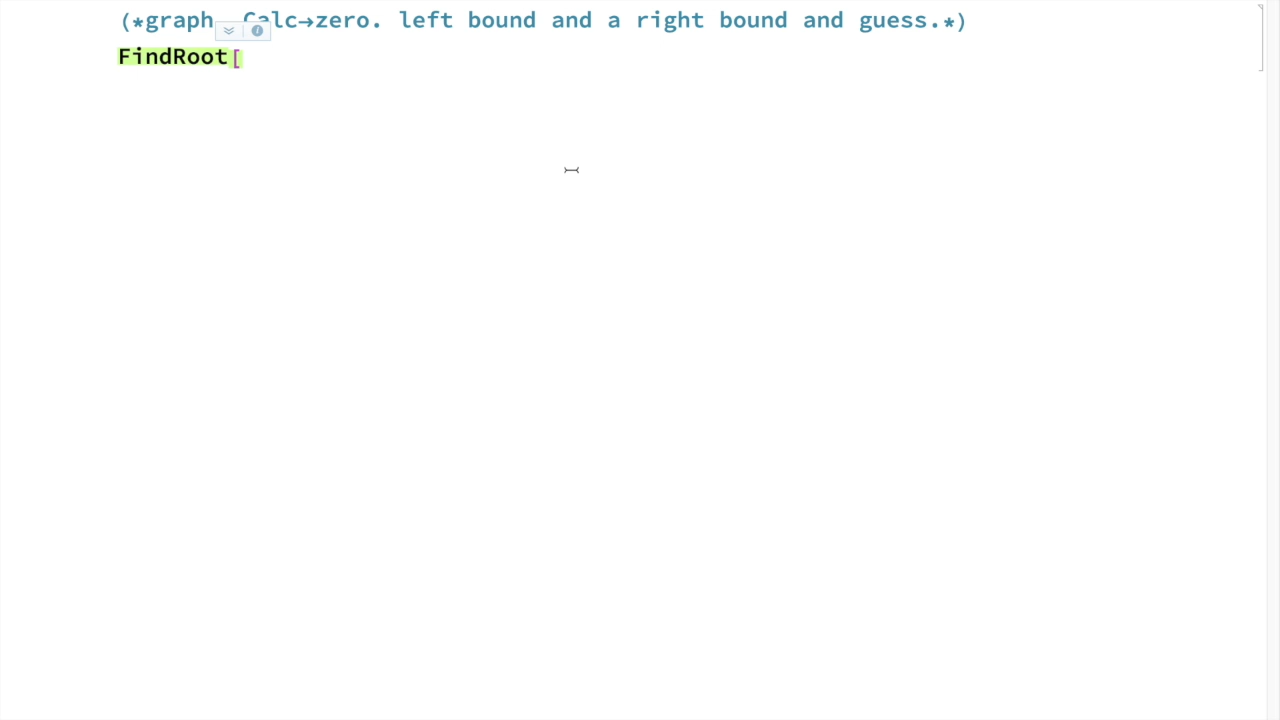 (*graph. Calc→zero. left bound and a right bound and guess.*)
FindRoot[